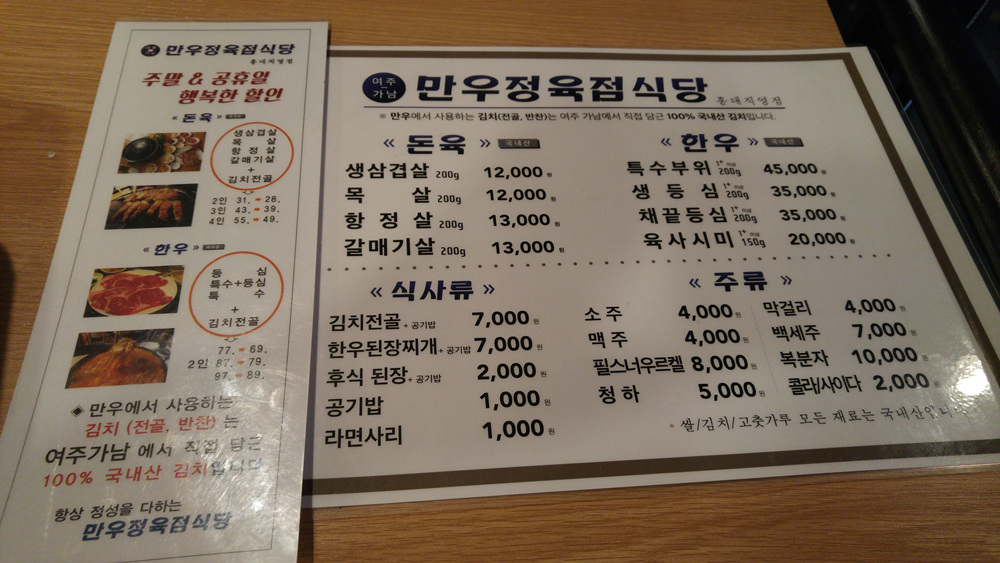 만우정육점식당
홍대직영점
주말 & 공휴일
행복한 할인
« 돈육 »
생삼겹살
목 살
항 정 살
갈매기살
+
김치전골
2인 31. → 28.
3인 43. → 39.
4인 55. → 49.
« 한우 » 국내산
등 심
특수+등심
특 수
+
김치전골
77. → 69.
2인 87. → 79.
97. → 89.
◈ 만우에서 사용하는
김치 (전골, 반찬) 는
여주가남 에서 직접 담근
100% 국내산 김치입니다
항상 정성을 다하는
만우정육점식당
여주
가남
만우정육점식당 홍대직영점
※ 만우에서 사용하는 김치(전골, 반찬)는 여주 가남에서 직접 담근 100% 국내산 김치입니다.
« 돈육 » 국내산
생삼겹살 200g 12,000원
목 살 200g 12,000원
항 정 살 200g 13,000원
갈매기살 200g 13,000원
« 한우 » 국내산
특수부위 1+이상 200g 45,000원
생 등 심 1+이상 200g 35,000원
채끝등심 1+이상 200g 35,000원
육사시미 1+이상 150g 20,000원
« 식사류 »
김치전골 + 공기밥 7,000원
한우된장찌개 + 공기밥 7,000원
후식 된장 + 공기밥 2,000원
공기밥 1,000원
라면사리 1,000원
« 주류 »
소 주 4,000원
맥 주 4,000원
필스너우르켈 8,000원
청 하 5,000원
막걸리 4,000원
백세주 7,000원
복분자 10,000원
콜라/사이다 2,000원
※ 쌀/김치/고춧가루 모든 재료는 국내산입니다